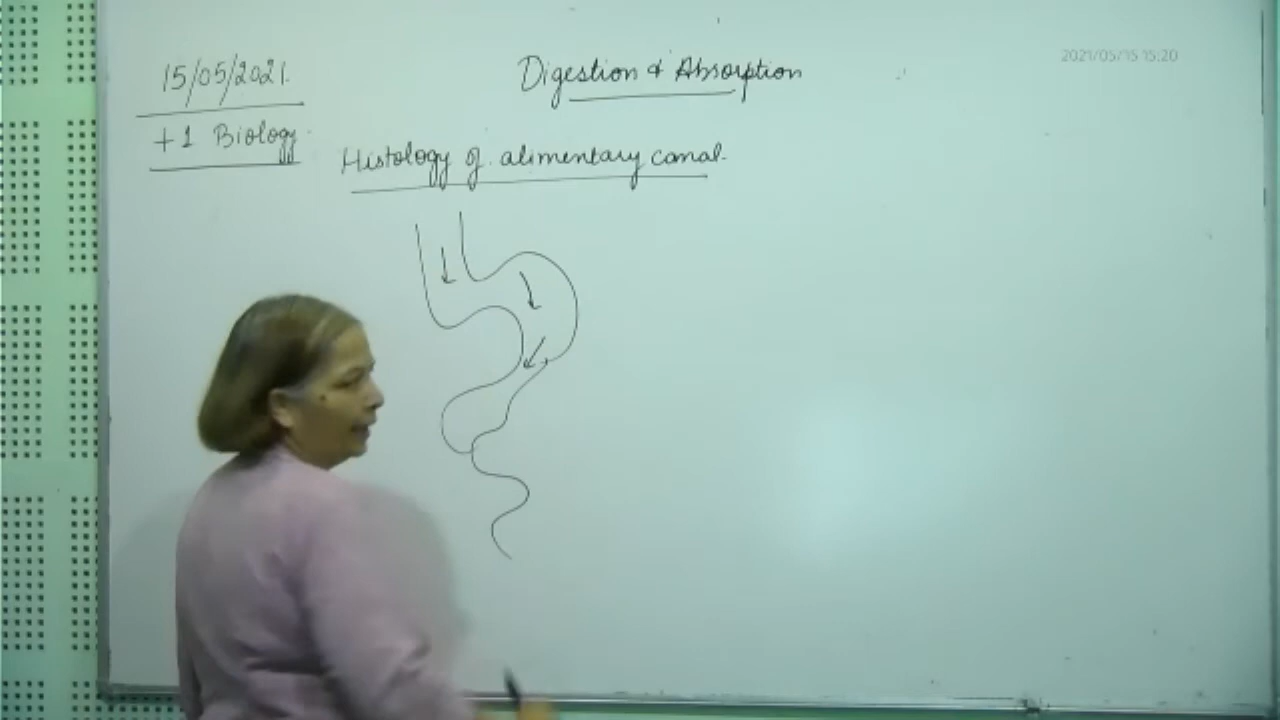 2021/05/15 15:20
15/05/2021.
Digestion & Absorption
+1 Biology.
Histology of alimentary canal.